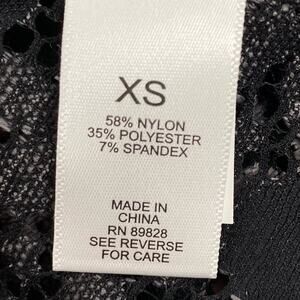 XS
58% NYLON
35% POLYESTER
7% SPANDEX
MADE IN
CHINA
RN 89828
SEE REVERSE
FOR CARE